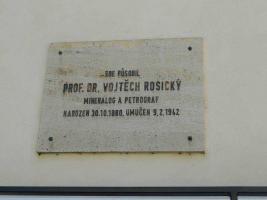 ZDE PŮSOBIL
PROF. DR. VOJTĚCH ROSICKÝ
MINERALOG A PETROGRAF
NAROZEN 30.10.1880, UMUČEN 9.2.1942